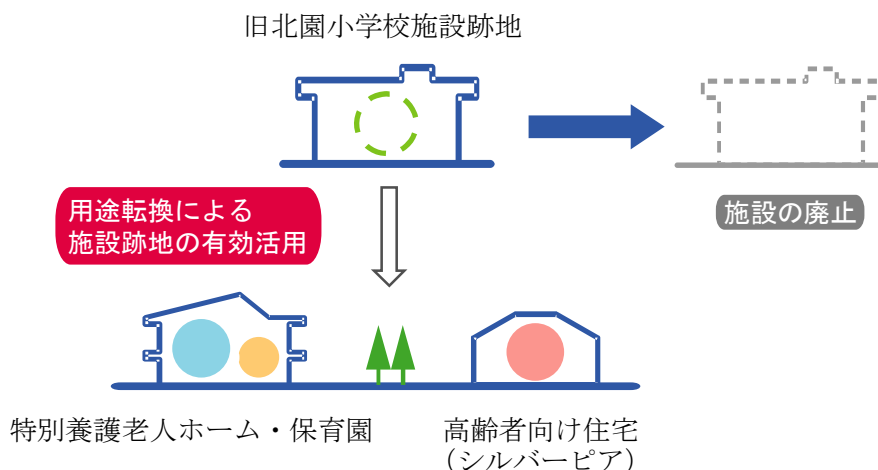 旧北園小学校施設跡地
用途転換による
施設跡地の有効活用
施設の廃止
特別養護老人ホーム・保育園
高齢者向け住宅
（シルバーピア）